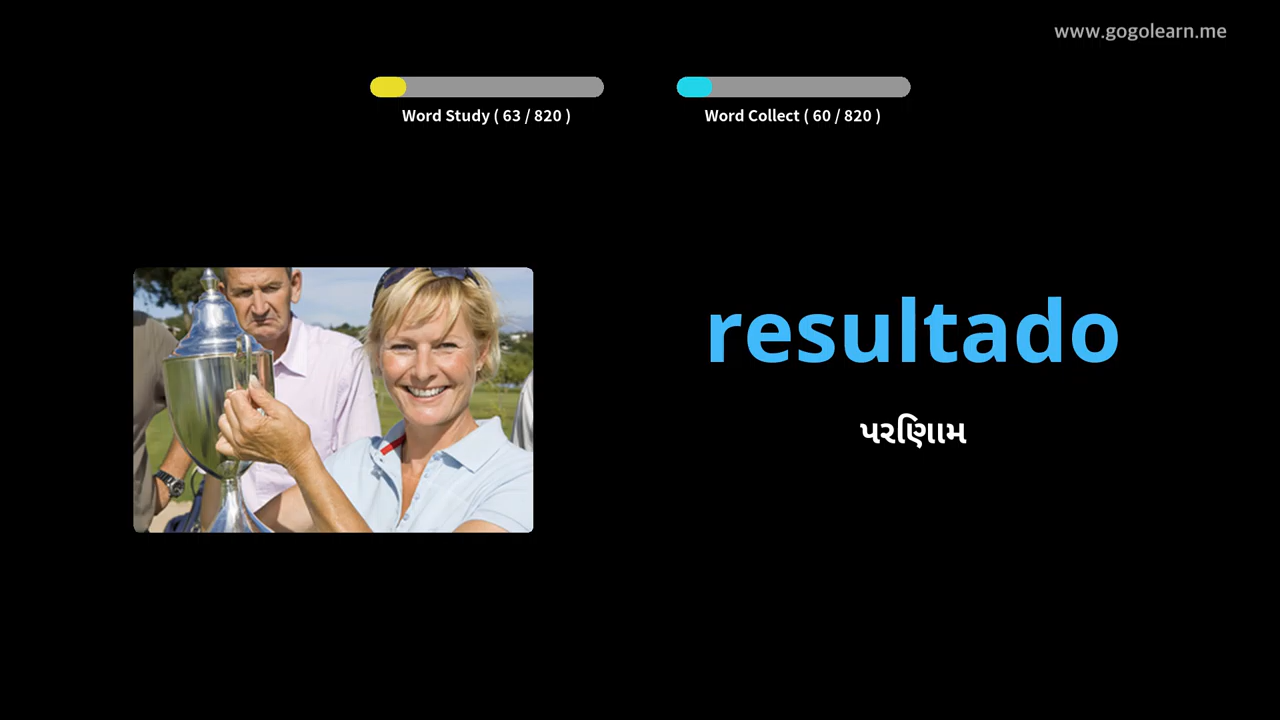 www.gogolearn.me
Word Study ( 63 / 820 )
Word Collect ( 60 / 820 )
resultado
પરિણામ